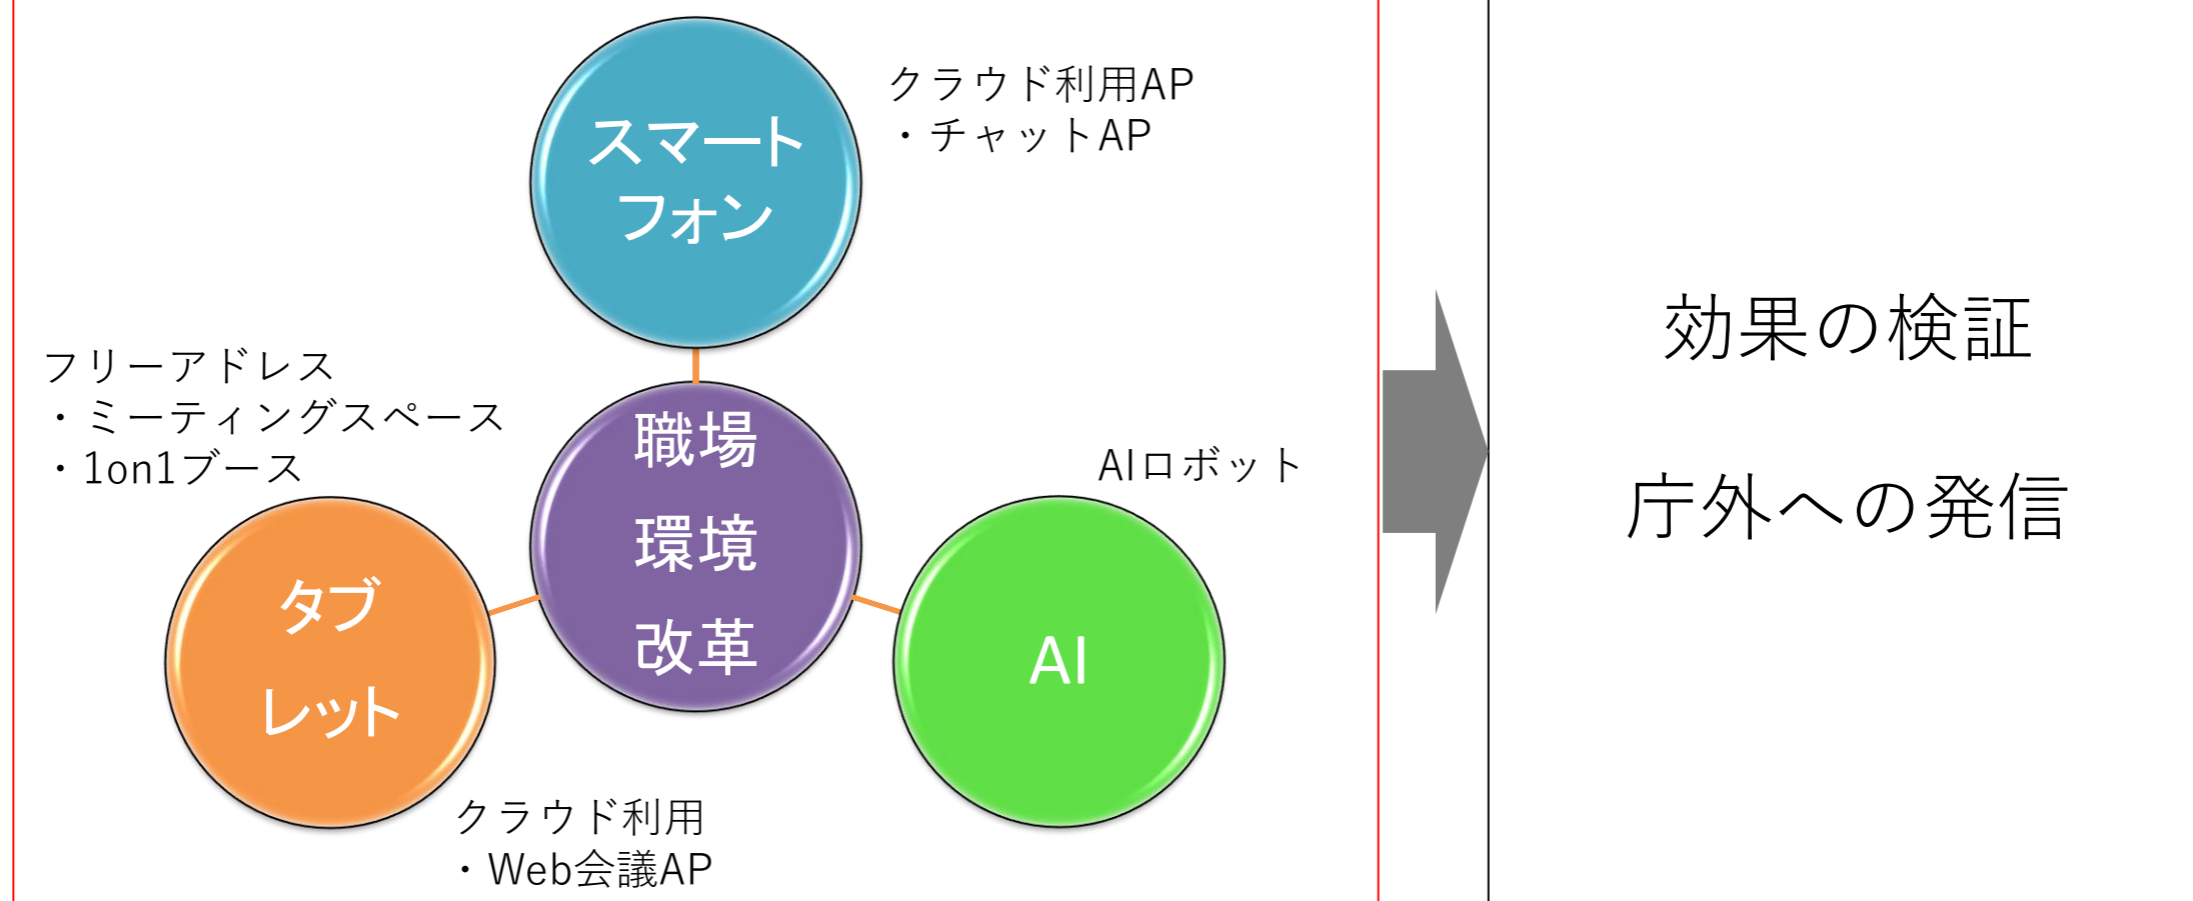 スマート
フォン
クラウド利用AP
・チャットAP
フリーアドレス
・ミーティングスペース
・1on1ブース
職場
環境
改革
AIロボット
タブ
レット
AI
クラウド利用
・Web会議AP
効果の検証
庁外への発信